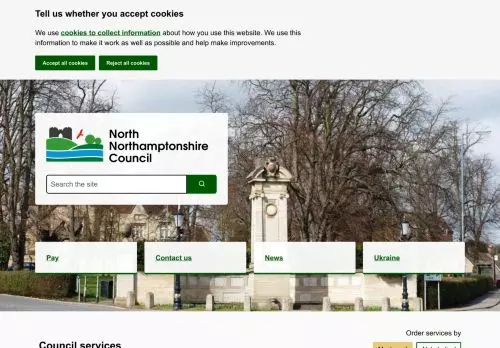 Tell us whether you accept cookies
We use cookies to collect information about how you use this website. We use
this information to make it work as well as possible and help make improvements.
Accept all cookies
Reject all cookies
North
Northamptonshire
Council
Search the site
Pay
Contact us
News
Ukraine
Order services by
Council services